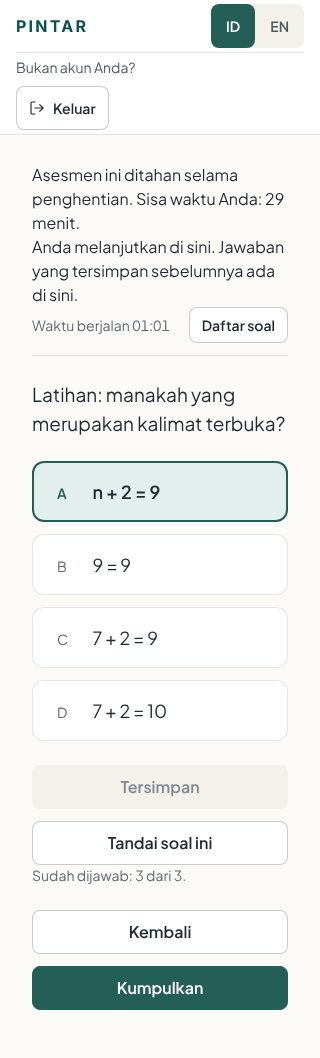 PINTAR
ID
EN
Bukan akun Anda?
Keluar
Asesmen ini ditahan selama
penghentian. Sisa waktu Anda: 29
menit.
Anda melanjutkan di sini. Jawaban
yang tersimpan sebelumnya ada
di sini.
Waktu berjalan 01:01
Daftar soal
Latihan: manakah yang
merupakan kalimat terbuka?
A n + 2 = 9
B 9 = 9
C 7 + 2 = 9
D 7 + 2 = 10
Tersimpan
Tandai soal ini
Sudah dijawab: 3 dari 3.
Kembali
Kumpulkan